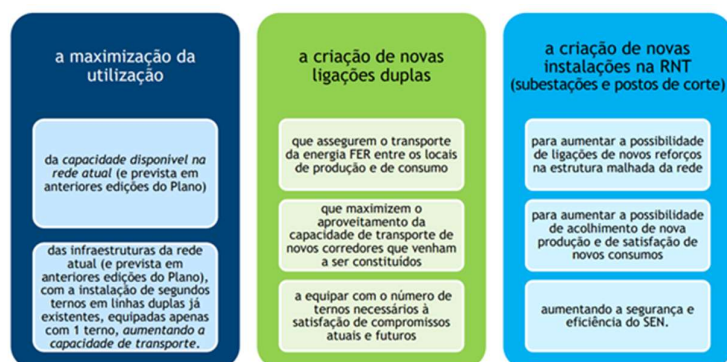 a maximização da
utilização
da capacidade disponível na
rede atual (e prevista em
anteriores edições do Plano)
das infraestruturas da rede
atual (e prevista em
anteriores edições do Plano),
com a instalação de segundos
ternos em linhas duplas já
existentes, equipadas apenas
com 1 terno, aumentando a
capacidade de transporte.
a criação de novas
ligações duplas
que assegurem o transporte
da energia FER entre os locais
de produção e de consumo
que maximizem o
aproveitamento da
capacidade de transporte de
novos corredores que venham
a ser constituídos
a equipar com o número de
ternos necessários à
satisfação de compromissos
atuais e futuros
a criação de novas
instalações na RNT
(subestações e postos de corte)
para aumentar a possibilidade
de ligações de novos reforços
na estrutura malhada da rede
para aumentar a possibilidade
de acolhimento de nova
produção e de satisfação de
novos consumos
aumentando a segurança e
eficiência do SEN.